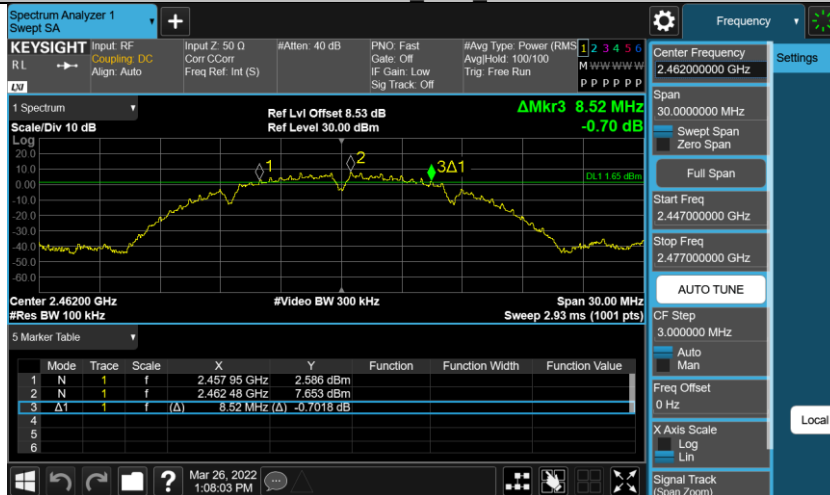 Spectrum Analyzer 1
Swept SA
+
Frequency
KEYSIGHT
RL
LXI
Input: RF
Coupling: DC
Align: Auto
Input Z: 50 Ω
Corr CCorr
Freq Ref: Int (S)
#Atten: 40 dB
PNO: Fast
Gate: Off
IF Gain: Low
Sig Track: Off
#Avg Type: Power (RMS
Avg|Hold: 100/100
Trig: Free Run
1 2 3 4 5 6
M W W W W W
P P P P P P
Center Frequency
2.462000000 GHz
Settings
Span
30.0000000 MHz
Swept Span
Zero Span
Full Span
Start Freq
2.447000000 GHz
Stop Freq
2.477000000 GHz
AUTO TUNE
CF Step
3.000000 MHz
Auto
Man
Freq Offset
0 Hz
X Axis Scale
Log
Lin
Signal Track
(Span Zoom)
Local
1 Spectrum
Scale/Div 10 dB
Ref Lvl Offset 8.53 dB
Ref Level 30.00 dBm
ΔMkr3 8.52 MHz
-0.70 dB
Log
20.0
10.0
0.00
-10.0
-20.0
-30.0
-40.0
-50.0
-60.0
1
2
3Δ1
DL1 1.65 dBm
Center 2.46200 GHz
#Video BW 300 kHz
Span 30.00 MHz
#Res BW 100 kHz
Sweep 2.93 ms (1001 pts)
5 Marker Table
Mode Trace Scale X Y Function Function Width Function Value
1 N 1 f 2.457 95 GHz 2.586 dBm
2 N 1 f 2.462 48 GHz 7.653 dBm
3 Δ1 1 f (Δ) 8.52 MHz (Δ) -0.7018 dB
4
5
6
?
Mar 26, 2022
1:08:03 PM